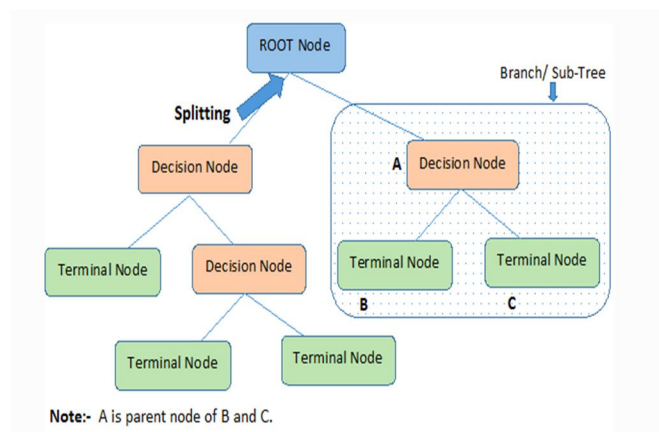 ROOT Node
Branch/ Sub-Tree
Splitting
Decision Node
A
Decision Node
Terminal Node
Decision Node
Terminal Node
Terminal Node
B
C
Terminal Node
Terminal Node
Note:- A is parent node of B and C.